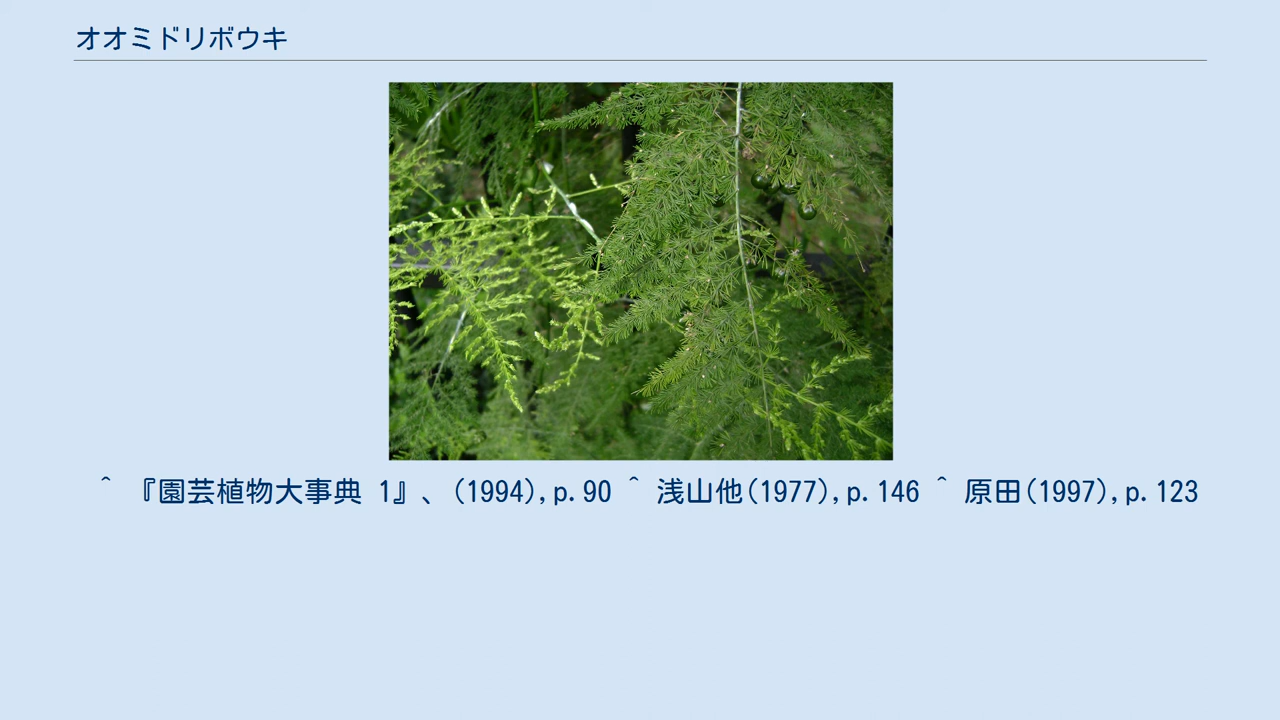 オオミドリボウキ
^ 『園芸植物大事典 1』、(1994),p.90 ^ 浅山他(1977),p.146 ^ 原田(1997),p.123